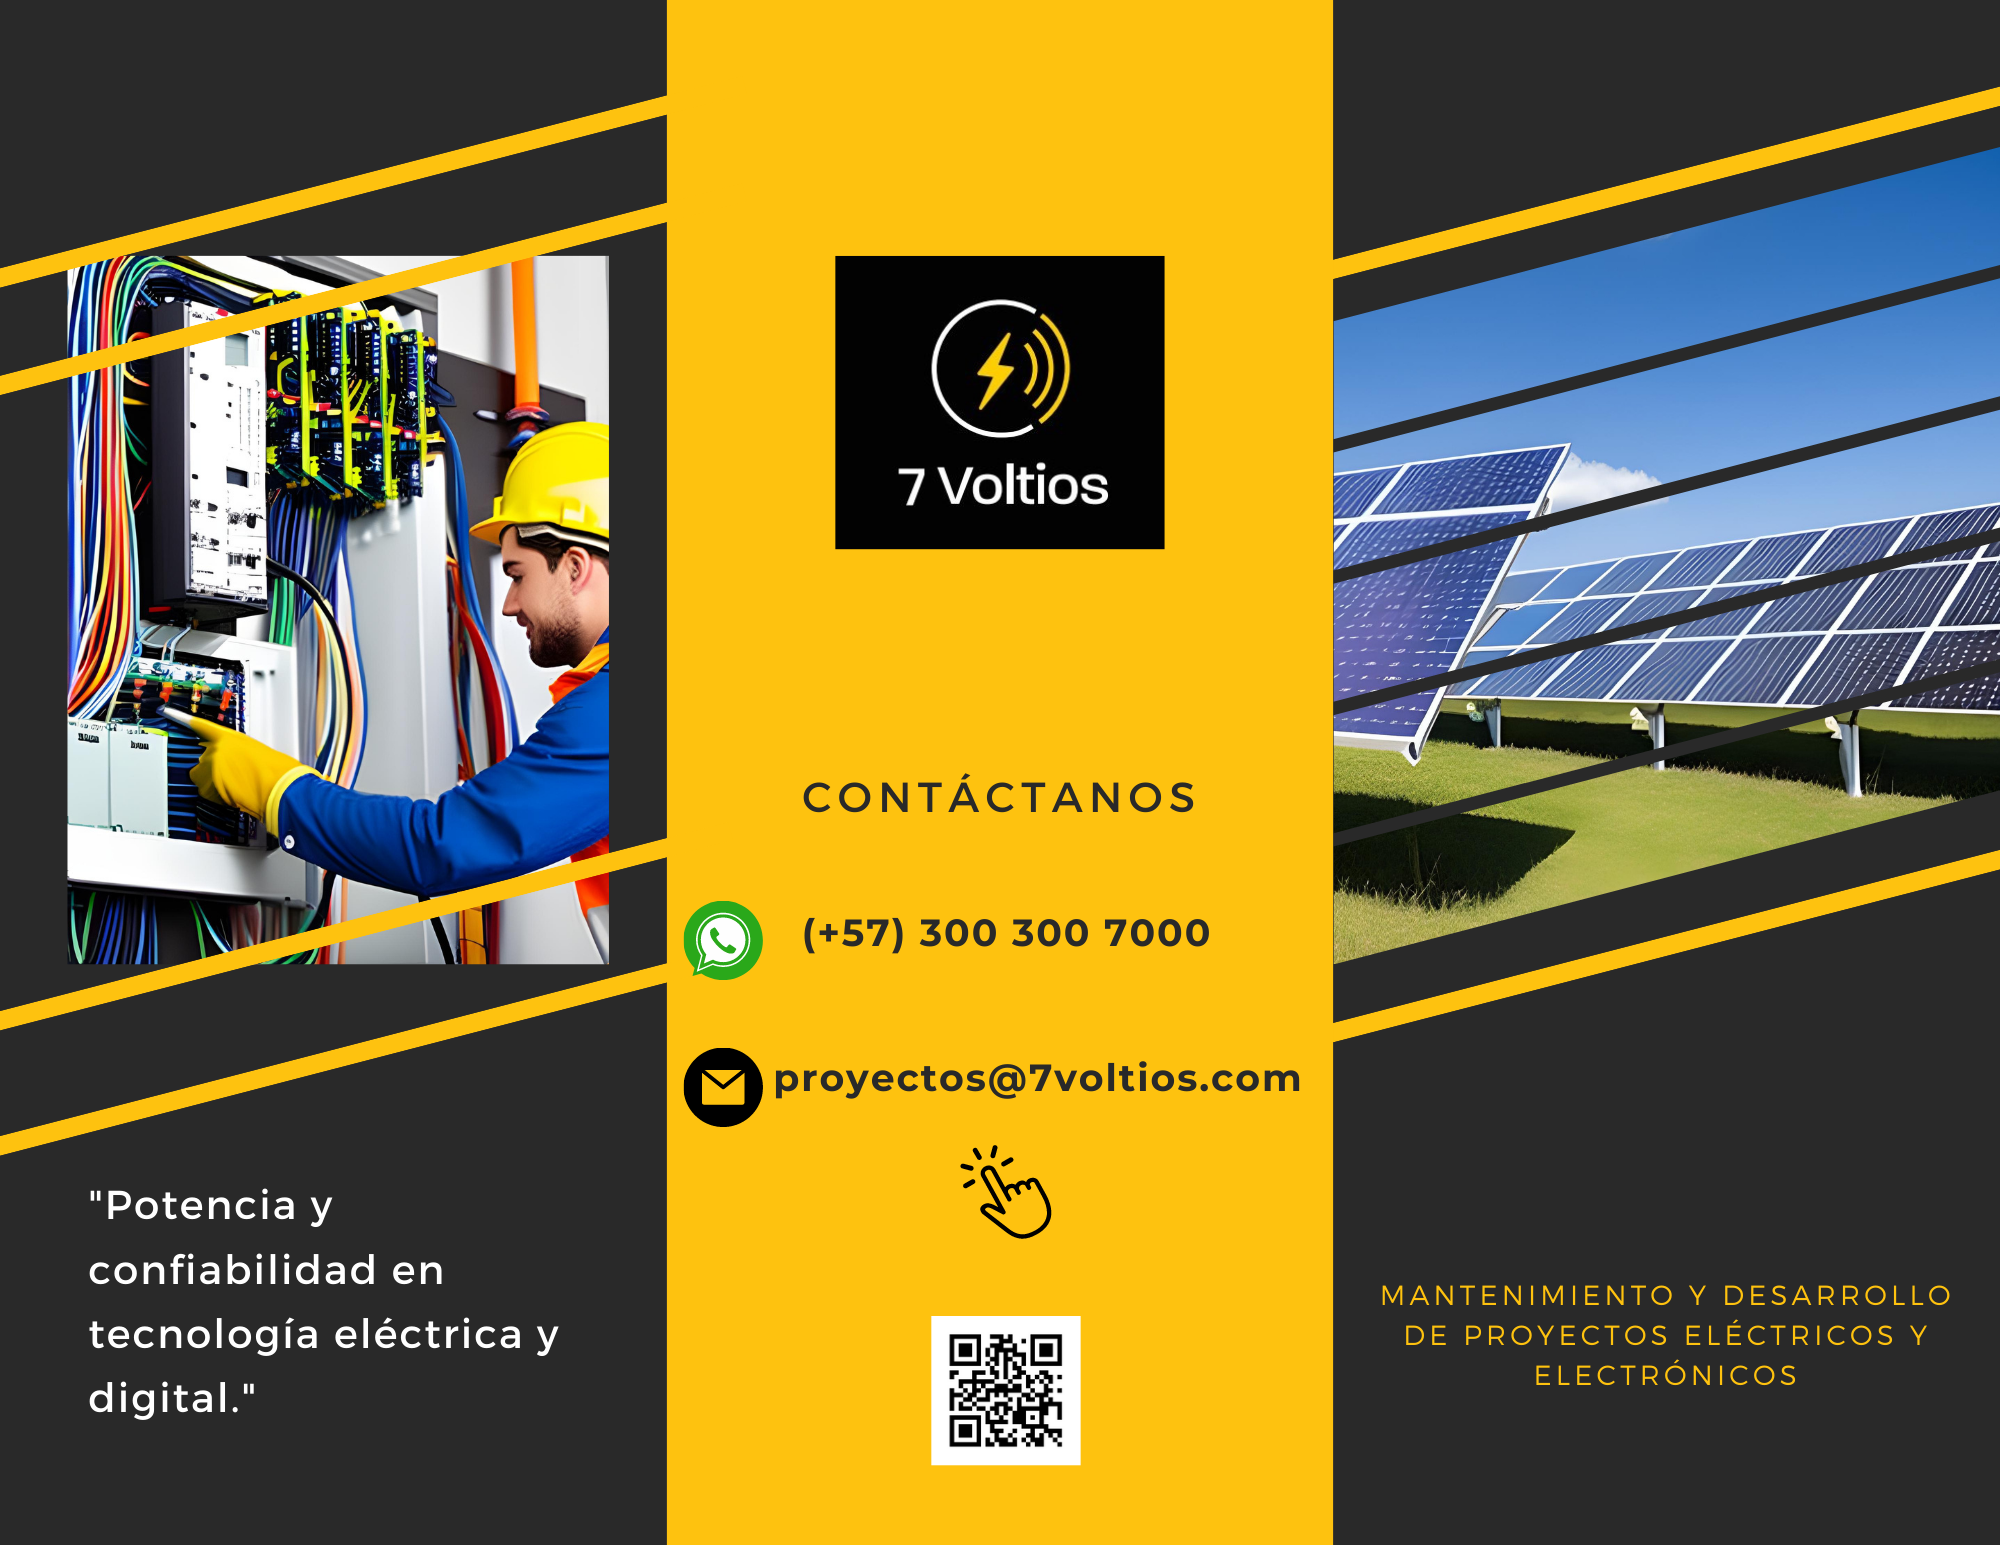 "Potencia y
confiabilidad en
tecnología eléctrica y
digital."
7 Voltios
CONTÁCTANOS
(+57) 300 300 7000
proyectos@7voltios.com
MANTENIMIENTO Y DESARROLLO
DE PROYECTOS ELÉCTRICOS Y
ELECTRÓNICOS